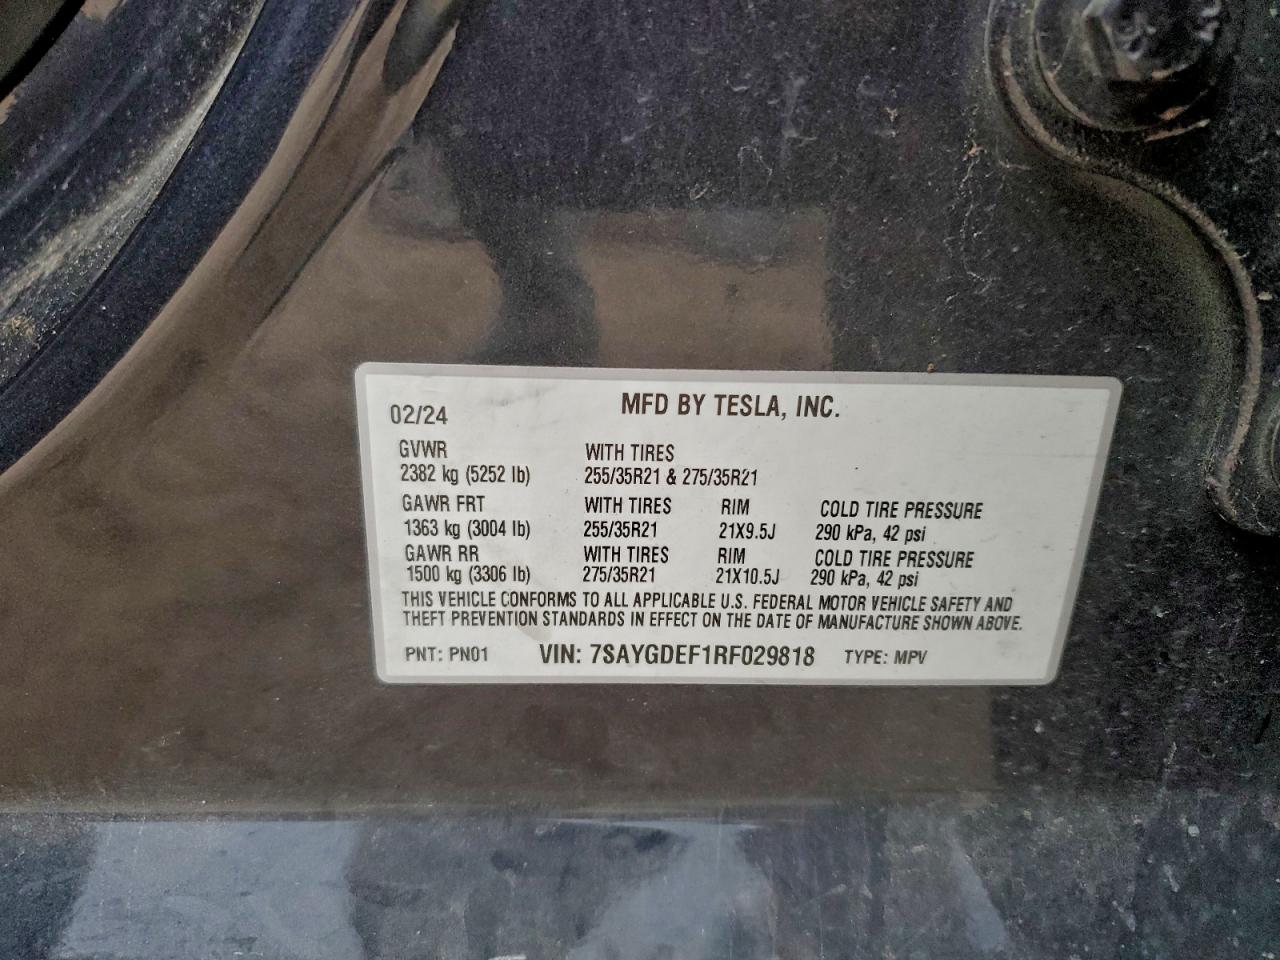 02/24 MFD BY TESLA, INC.
GVWR WITH TIRES
2382 kg (5252 lb) 255/35R21 & 275/35R21
GAWR FRT WITH TIRES RIM COLD TIRE PRESSURE
1363 kg (3004 lb) 255/35R21 21X9.5J 290 kPa, 42 psi
GAWR RR WITH TIRES RIM COLD TIRE PRESSURE
1500 kg (3306 lb) 275/35R21 21X10.5J 290 kPa, 42 psi
THIS VEHICLE CONFORMS TO ALL APPLICABLE U.S. FEDERAL MOTOR VEHICLE SAFETY AND
THEFT PREVENTION STANDARDS IN EFFECT ON THE DATE OF MANUFACTURE SHOWN ABOVE.
PNT: PN01 VIN: 7SAYGDEF1RF029818 TYPE: MPV